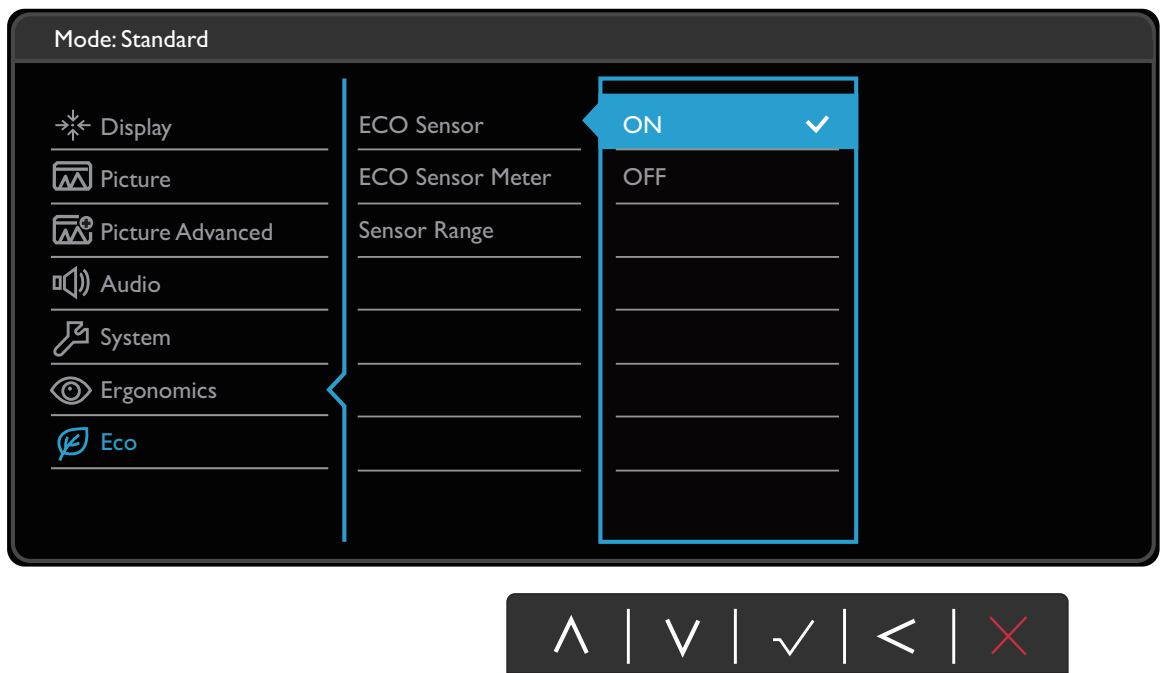 Mode: Standard
Display
Picture
Picture Advanced
Audio
System
Ergonomics
Eco
ECO Sensor
ECO Sensor Meter
Sensor Range
ON
OFF